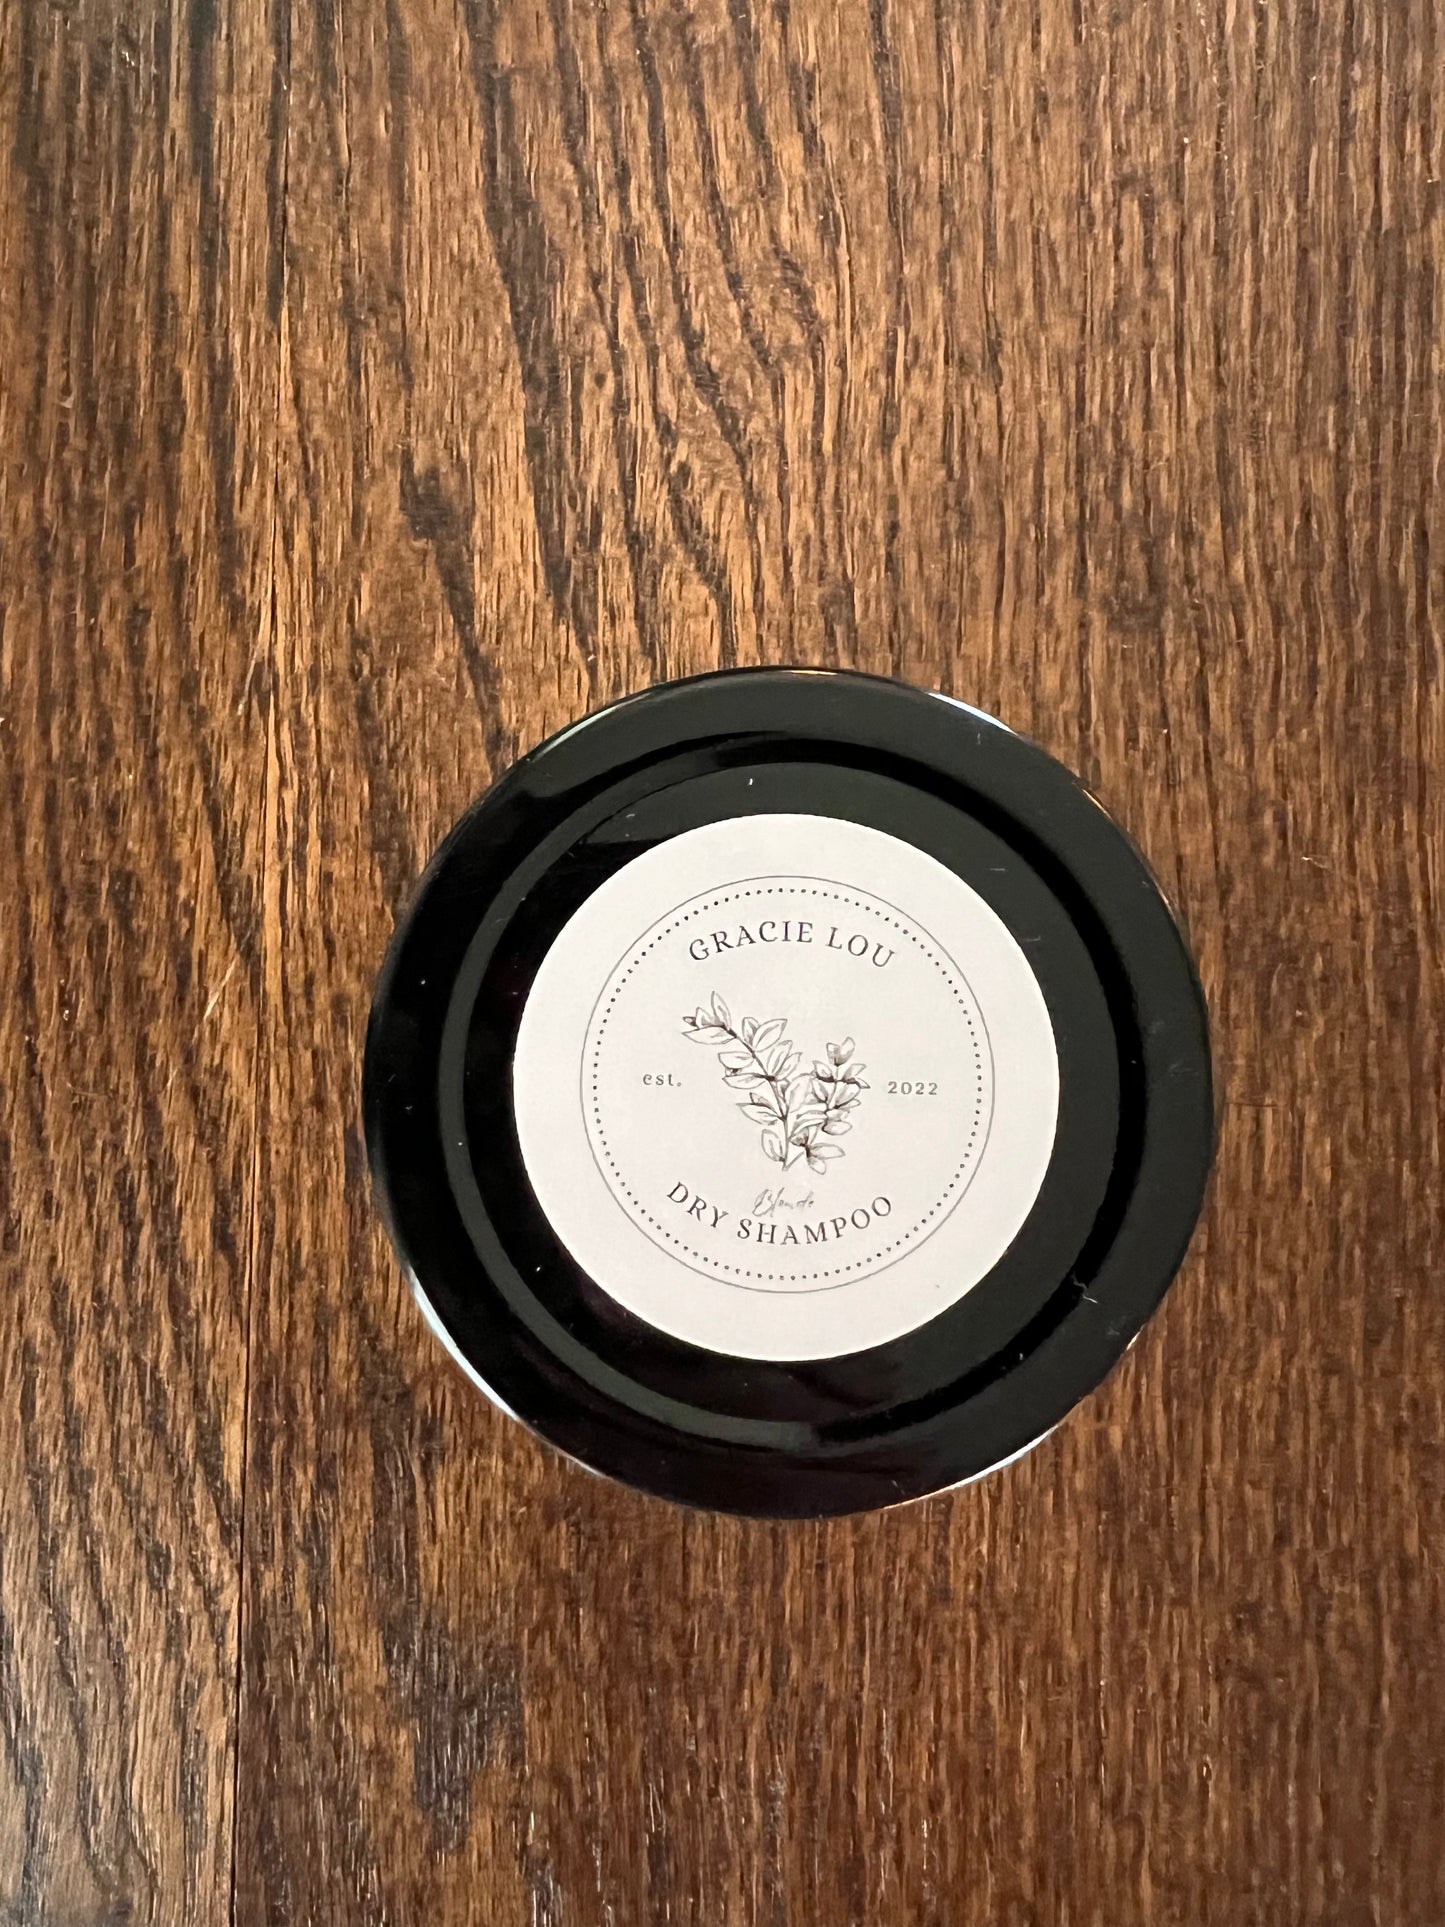 GRACIE LOU
est. 2022
Blonde
DRY SHAMPOO